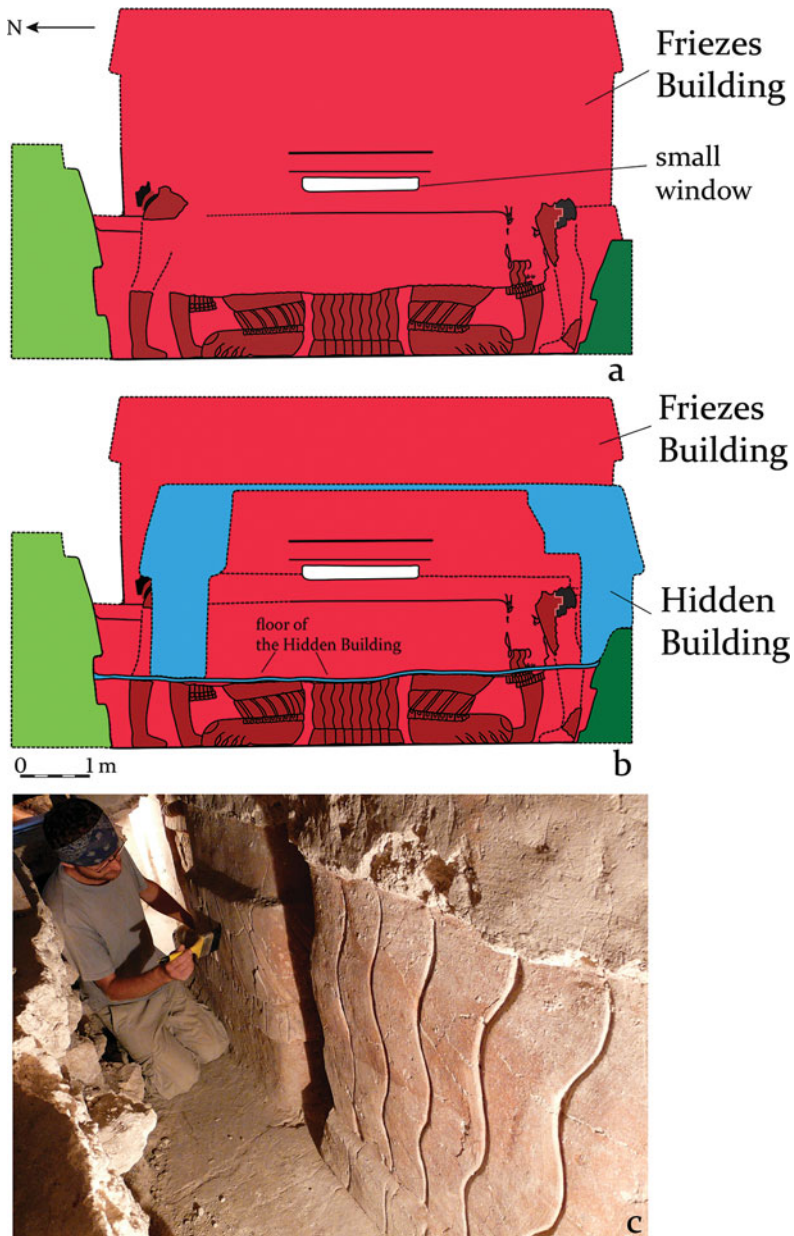 N
Friezes
Building
small
window
a
Friezes
Building
floor of
the Hidden Building
Hidden
Building
0 1 m
b
c